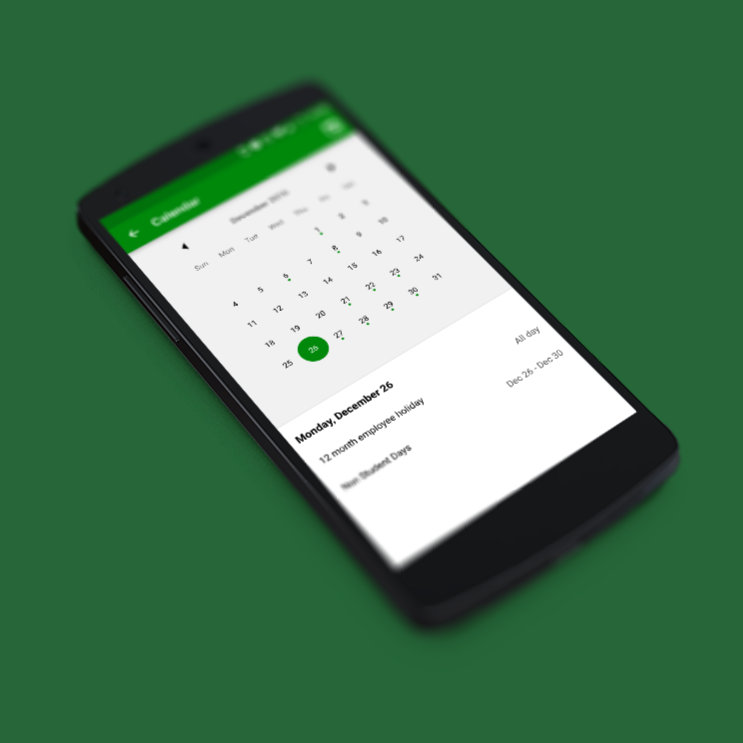 Calendar
December 2016
Sun Mon Tue Wed Thu Fri Sat
1 2 3
4 5 6 7 8 9 10
11 12 13 14 15 16 17
18 19 20 21 22 23 24
25 26 27 28 29 30 31
Monday, December 26
12 month employee holiday All day
Non Student Days Dec 26 - Dec 30